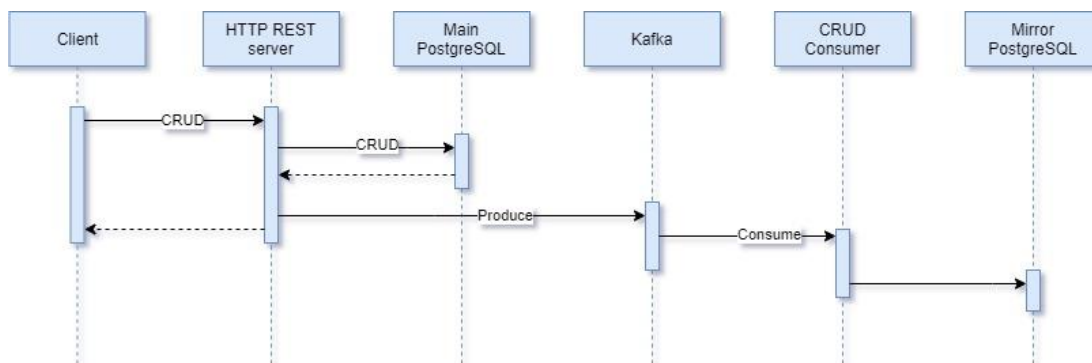 Client
HTTP REST
server
Main
PostgreSQL
Kafka
CRUD
Consumer
Mirror
PostgreSQL
CRUD
CRUD
Produce
Consume